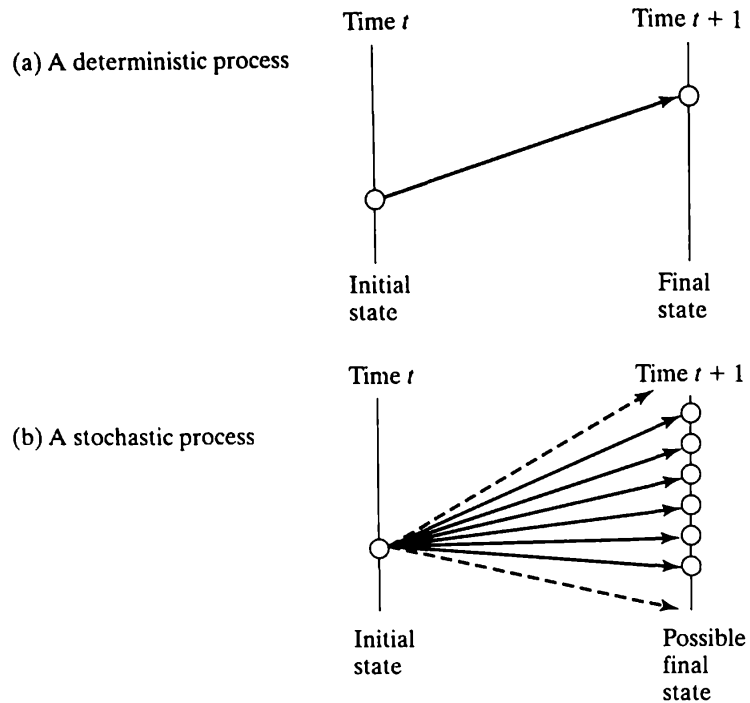 Time t
Time t + 1
(a) A deterministic process
Initial
state
Final
state
Time t
Time t + 1
(b) A stochastic process
Initial
state
Possible
final
state